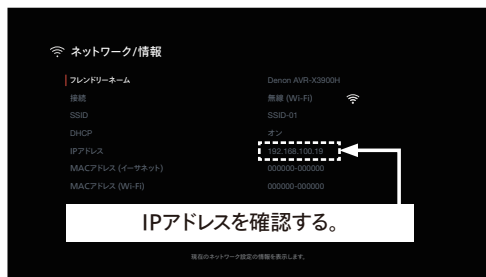 ネットワーク/情報
フレンドリーネーム Denon AVR-X3900H
接続 無線 (Wi-Fi)
SSID SSID-01
DHCP オン
IPアドレス 192.168.100.19
MACアドレス (イーサネット) 000000-000000
MACアドレス (Wi-Fi) 000000-000000
IPアドレスを確認する。
現在のネットワーク設定の情報を表示します。